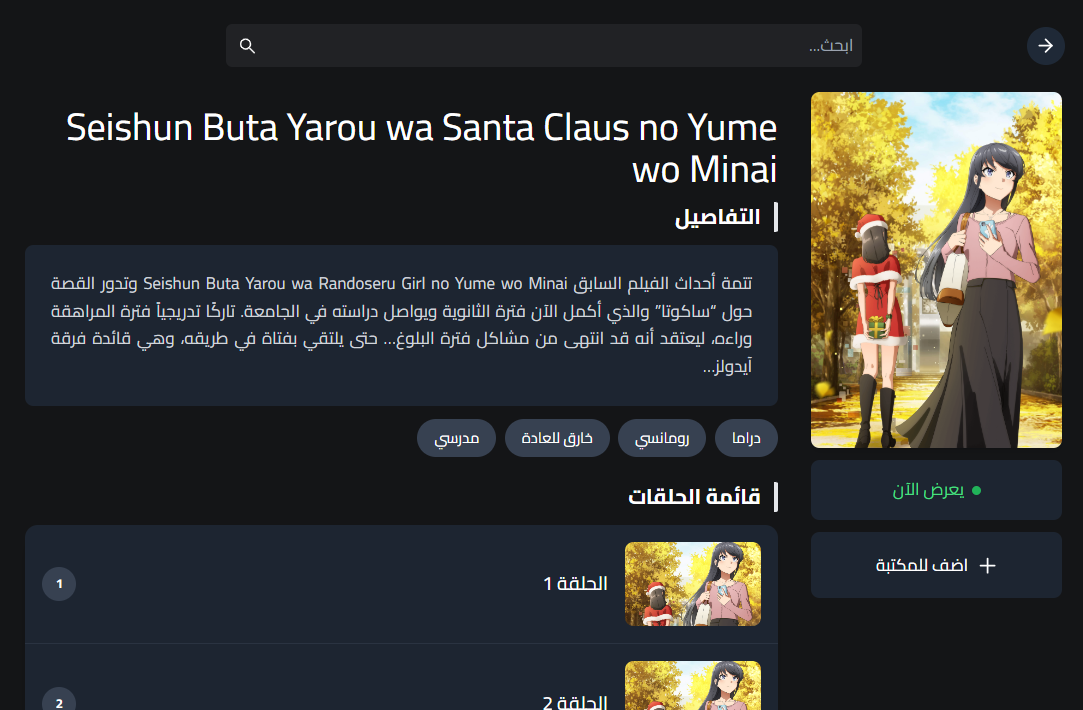 ابحث...
Seishun Buta Yarou wa Santa Claus no Yume
wo Minai
التفاصيل
تتمة أحداث الفيلم السابق Seishun Buta Yarou wa Randoseru Girl no Yume wo Minai وتدور القصة
حول “ساكوتا” والذي أكمل الآن فترة الثانوية ويواصل دراسته في الجامعة. تاركًا تدريجياً فترة المراهقة
وراءه، ليعتقد أنه قد انتهى من مشاكل فترة البلوغ... حتى يلتقي بفتاة في طريقه، وهي قائدة فرقة
آيدولز...
دراما رومانسي خارق للعادة مدرسي
يعرض الآن
اضف للمكتبة
قائمة الحلقات
الحلقة 1 1
الحلقة 2 2